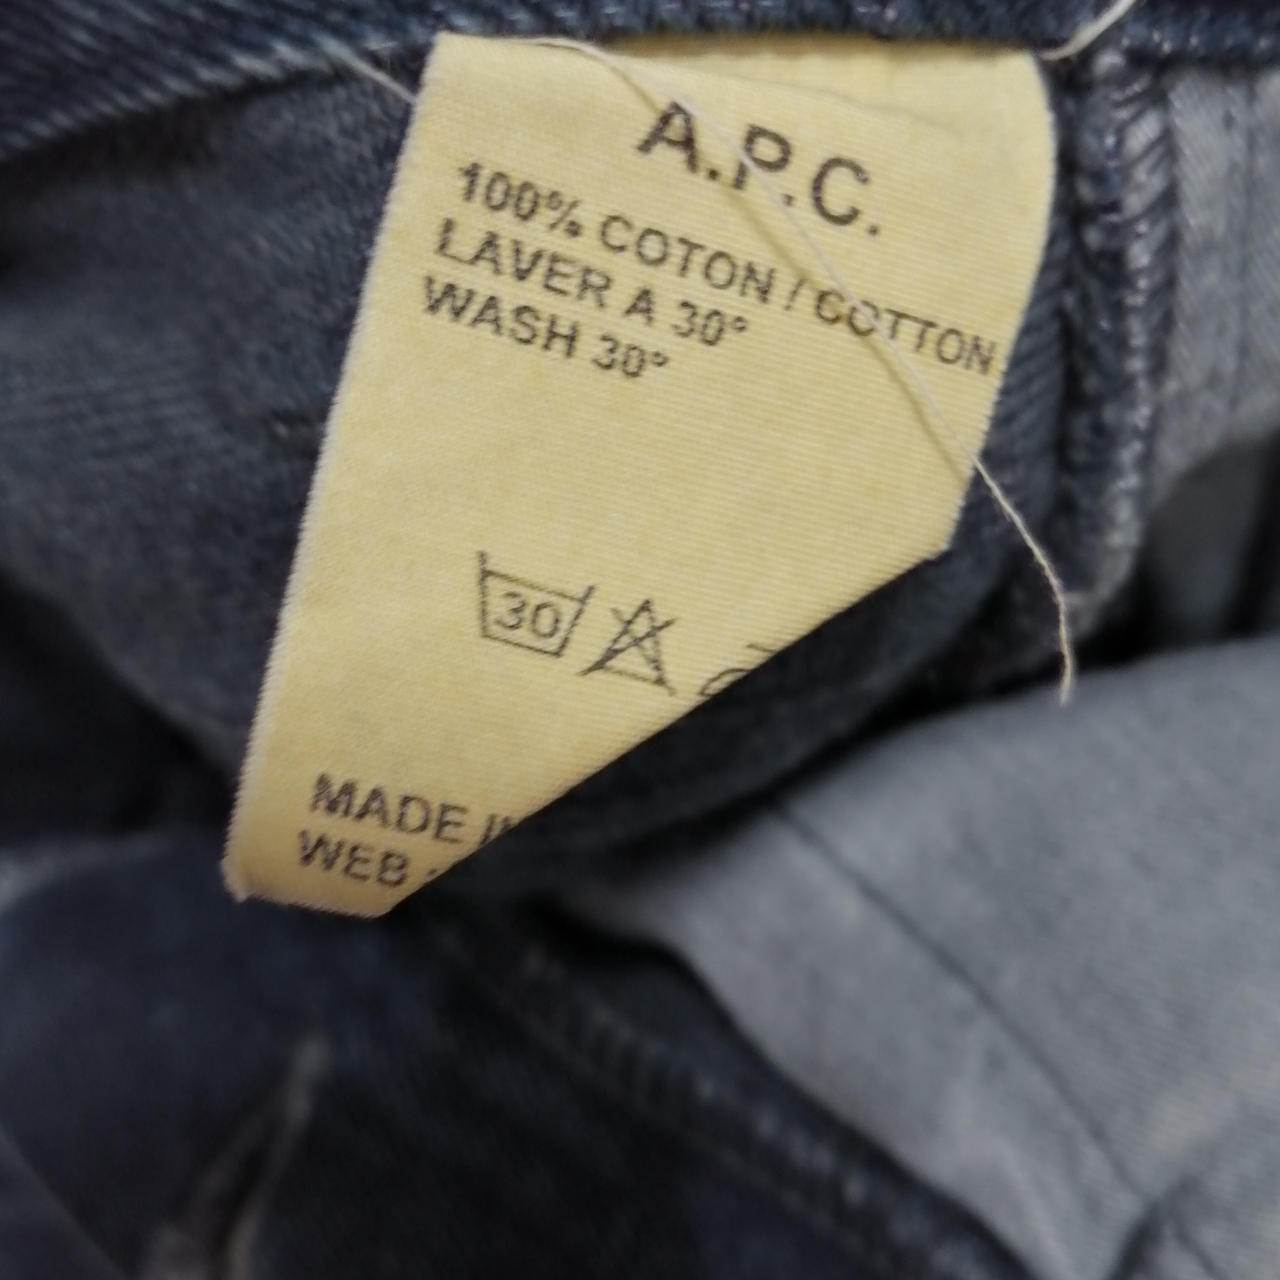 A.P.C.
100% COTON / COTTON
LAVER A 30°
WASH 30°
30
MADE
WEB :